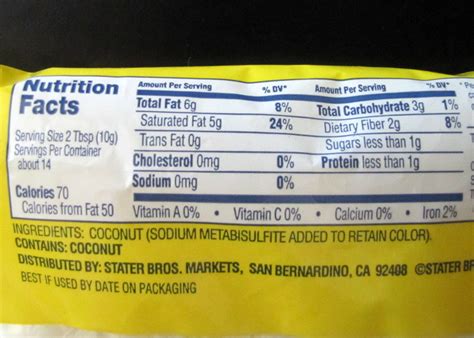 Nutrition
Facts
Serving Size 2 Tbsp (10g)
Servings Per Container
about 14
Calories 70
Calories from Fat 50
Amount Per Serving % DV*
Total Fat 6g 8%
Saturated Fat 5g 24%
Trans Fat 0g
Cholesterol 0mg 0%
Sodium 0mg 0%
Amount Per Serving % DV*
Total Carbohydrate 3g 1%
Dietary Fiber 2g 8%
Sugars less than 1g
Protein less than 1g
Vitamin A 0% • Vitamin C 0% • Calcium 0% • Iron 2%
INGREDIENTS: COCONUT (SODIUM METABISULFITE ADDED TO RETAIN COLOR).
CONTAINS: COCONUT
DISTRIBUTED BY: STATER BROS. MARKETS, SAN BERNARDINO, CA 92408 ©STATER
BEST IF USED BY DATE ON PACKAGING